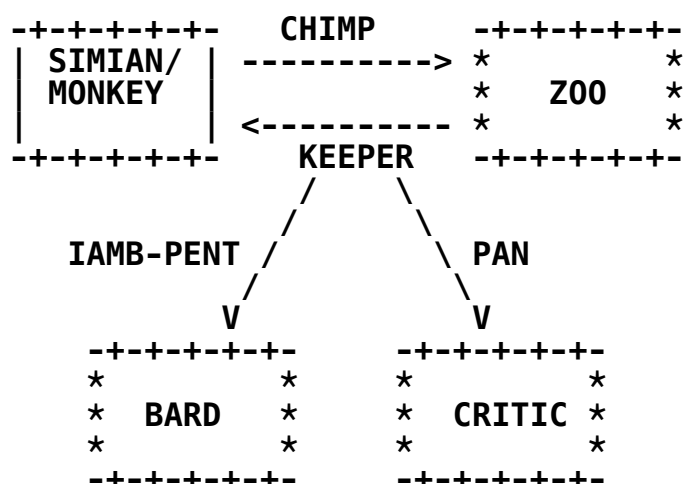 -+-+-+-+-+- CHIMP -+-+-+-+-+-
| SIMIAN/ | ----------> * *
| MONKEY | * ZOO *
| | <---------- * *
-+-+-+-+-+- KEEPER -+-+-+-+-+-
/ \
/ \
IAMB-PENT / \ PAN
/ \
V V
-+-+-+-+-+- -+-+-+-+-+-
* * * *
* BARD * * CRITIC *
* * * *
-+-+-+-+-+- -+-+-+-+-+-